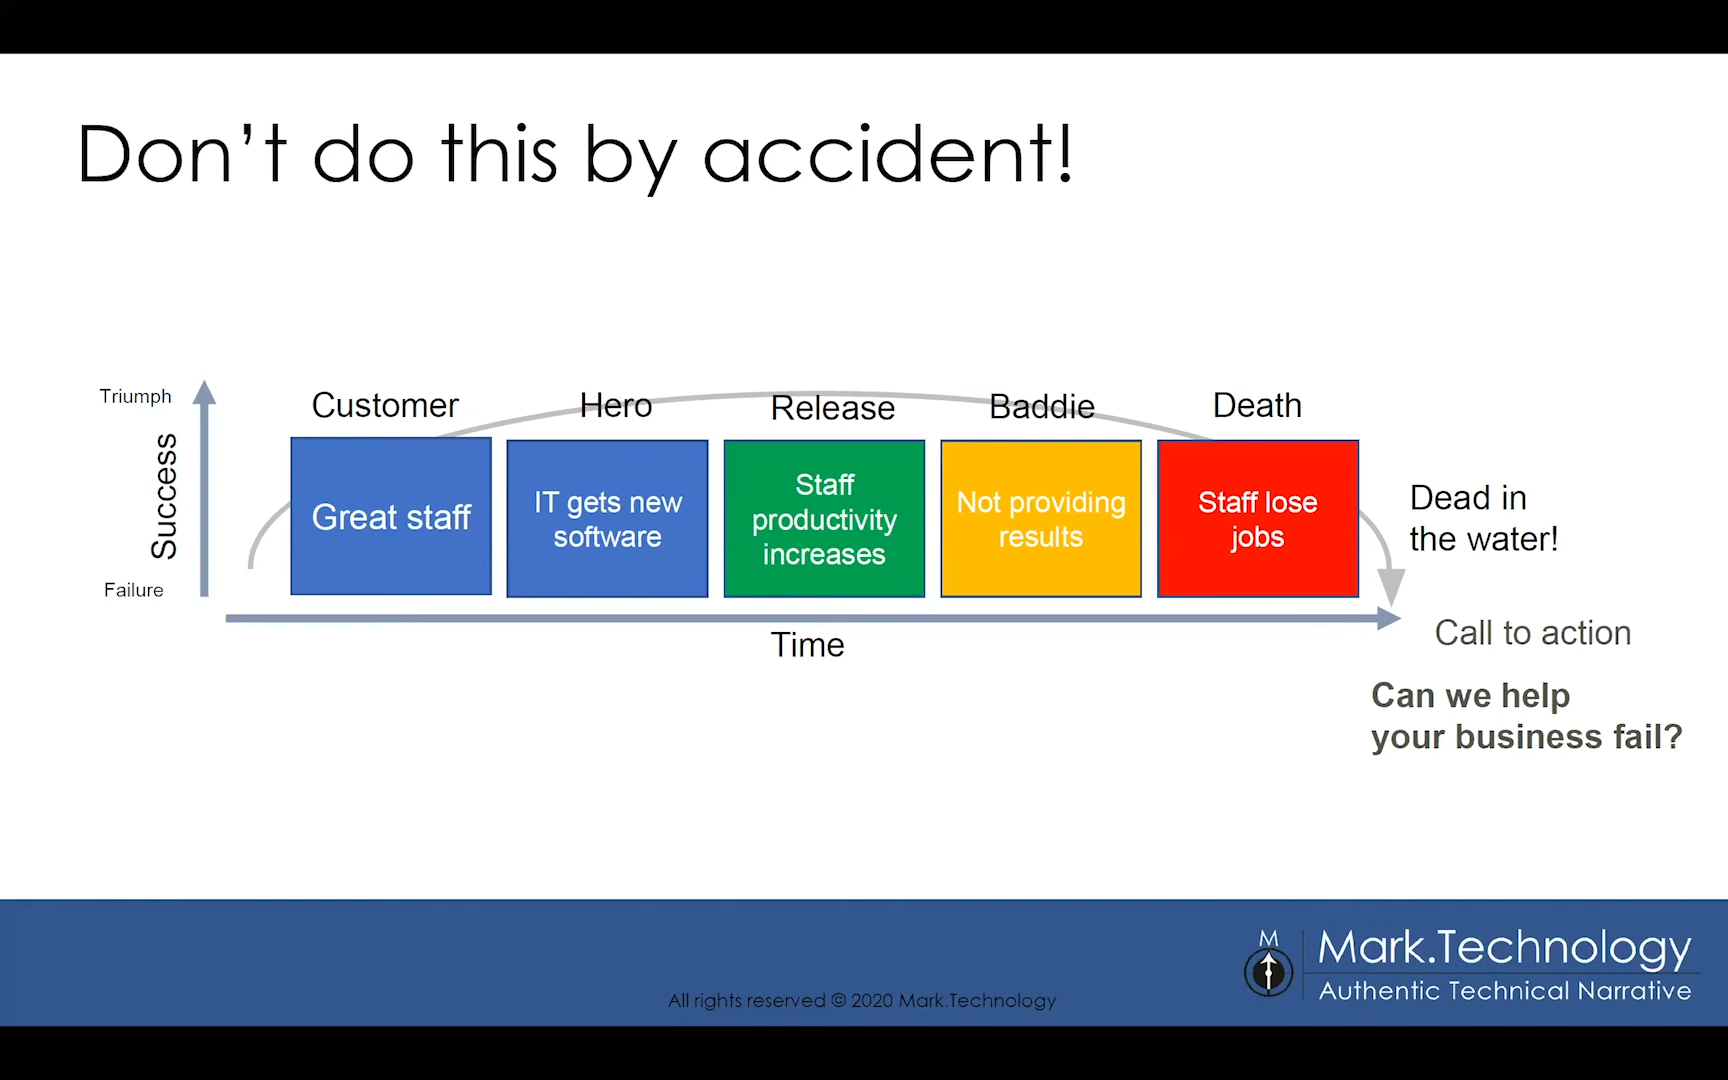 Don't do this by accident!
Triumph
Success
Failure
Customer
Hero
Release
Baddie
Death
Great staff
IT gets new
software
Staff
productivity
increases
Not providing
results
Staff lose
jobs
Dead in
the water!
Time
Call to action
Can we help
your business fail?
M
Mark.Technology
Authentic Technical Narrative
All rights reserved © 2020 Mark.Technology